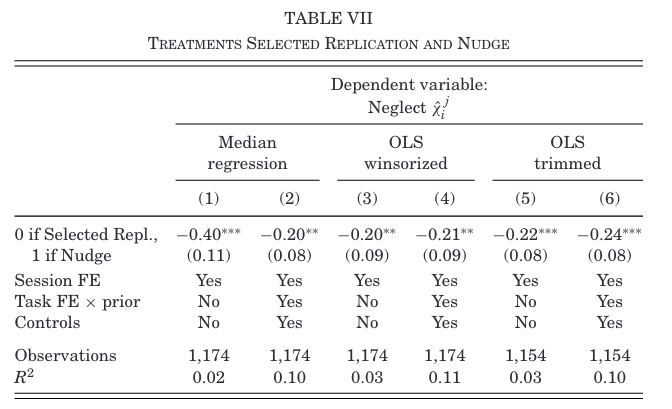 TABLE VII
TREATMENTS SELECTED REPLICATION AND NUDGE
Dependent variable:
Neglect χ̂ᵢʲ
Median regression OLS winsorized OLS trimmed
(1) (2) (3) (4) (5) (6)
0 if Selected Repl., −0.40*** −0.20** −0.20** −0.21** −0.22*** −0.24***
1 if Nudge (0.11) (0.08) (0.09) (0.09) (0.08) (0.08)
Session FE Yes Yes Yes Yes Yes Yes
Task FE × prior No Yes No Yes No Yes
Controls No Yes No Yes No Yes
Observations 1,174 1,174 1,174 1,174 1,154 1,154
R² 0.02 0.10 0.03 0.11 0.03 0.10